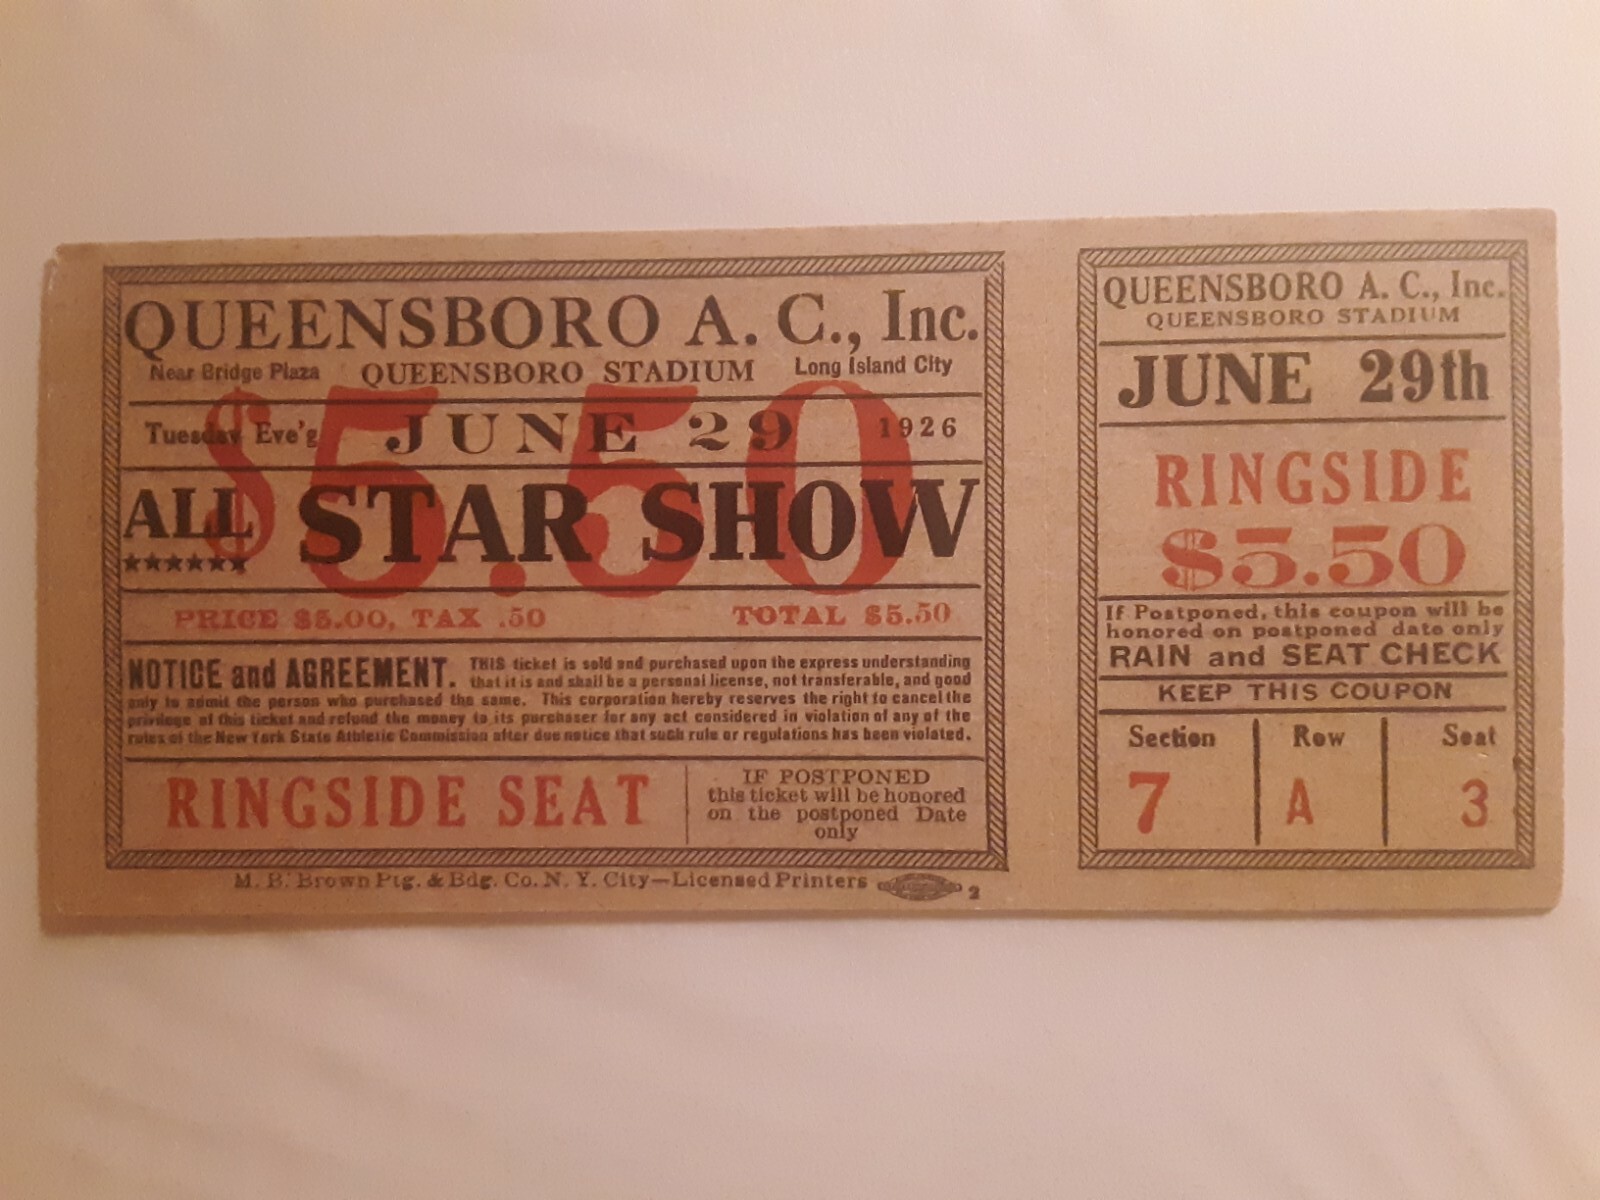 QUEENSBORO A. C., Inc.
Near Bridge Plaza QUEENSBORO STADIUM Long Island City
Tuesday Eve'g JUNE 29 1926
$5.50
ALL STAR SHOW
★★★★★★
PRICE $5.00, TAX .50 TOTAL $5.50
NOTICE and AGREEMENT. THIS ticket is sold and purchased upon the express understanding
that it is and shall be a personal license, not transferable, and good
only to admit the person who purchased the same. This corporation hereby reserves the right to cancel the
privilege of this ticket and refund the money to its purchaser for any act considered in violation of any of the
rules of the New York State Athletic Commission after due notice that such rule or regulations has been violated.
RINGSIDE SEAT
IF POSTPONED
this ticket will be honored
on the postponed Date
only
M. B. Brown Ptg. & Bdg. Co. N. Y. City—Licensed Printers 2
QUEENSBORO A. C., Inc.
QUEENSBORO STADIUM
JUNE 29th
RINGSIDE
$5.50
If Postponed, this coupon will be
honored on postponed date only
RAIN and SEAT CHECK
KEEP THIS COUPON
Section Row Seat
7 A 3